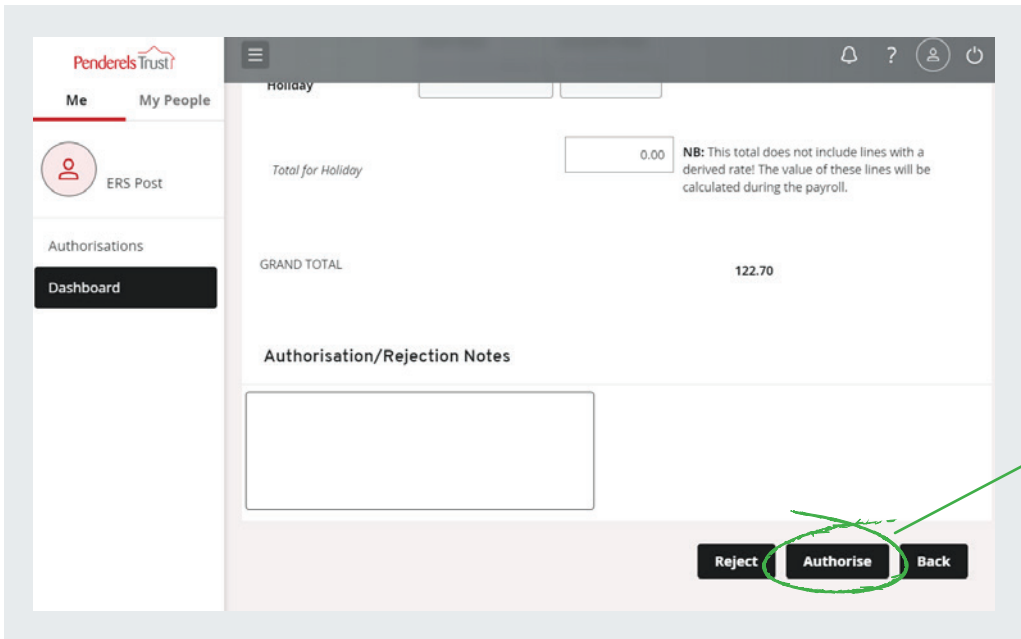 Penderels Trust
?
Me
My People
ERS Post
Authorisations
Dashboard
Holiday
Total for Holiday
0.00
NB: This total does not include lines with a
derived rate! The value of these lines will be
calculated during the payroll.
GRAND TOTAL
122.70
Authorisation/Rejection Notes
Reject
Authorise
Back